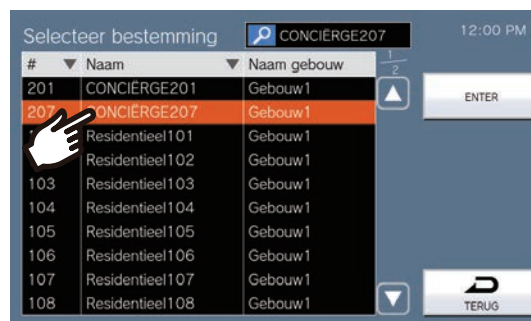 Selecteer bestemming CONCIËRGE207 12:00 PM
# Naam Naam gebouw 1/2
201 CONCIËRGE201 Gebouw1
207 CONCIËRGE207 Gebouw1
Residentieel101 Gebouw1
Residentieel102 Gebouw1
103 Residentieel103 Gebouw1
104 Residentieel104 Gebouw1
105 Residentieel105 Gebouw1
106 Residentieel106 Gebouw1
107 Residentieel107 Gebouw1
108 Residentieel108 Gebouw1
ENTER
TERUG